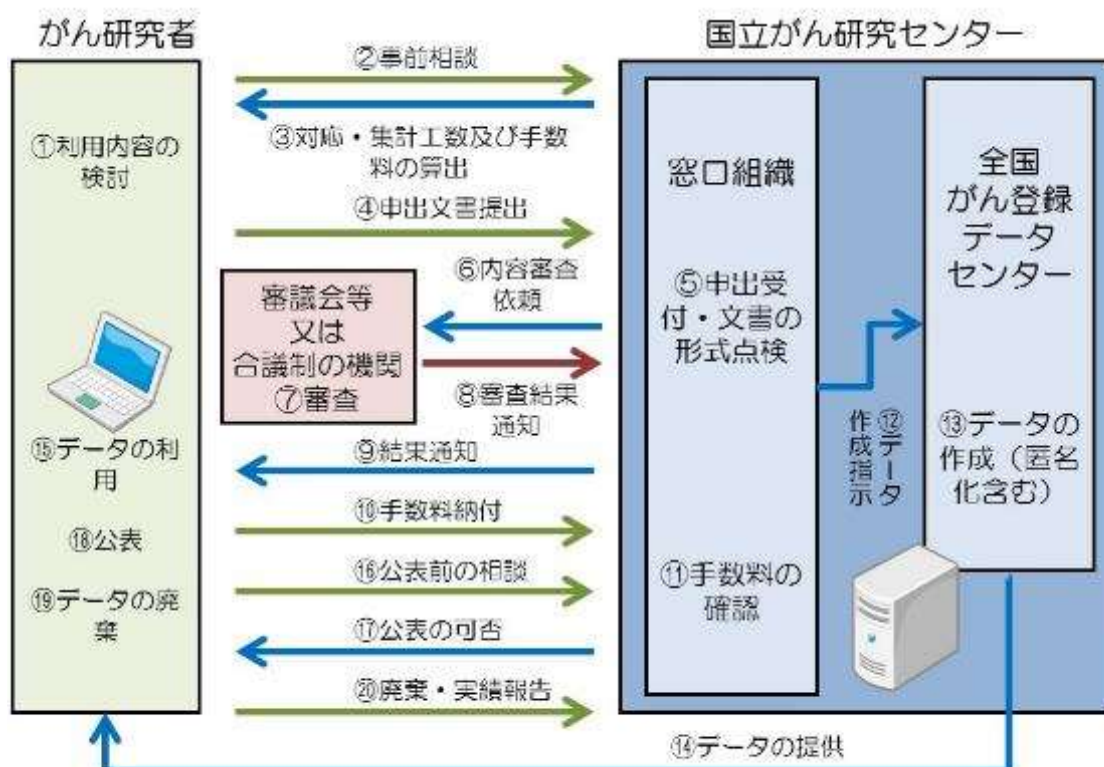 がん研究者
国立がん研究センター
②事前相談
③対応・集計工数及び手数
料の算出
①利用内容の
検討
④申出文書提出
窓口組織
全国
がん登録
データ
センター
⑥内容審査
依頼
審議会等
又は
合議制の機関
⑦審査
⑤申出受
付・文書の
形式点検
⑧審査結果
通知
⑨結果通知
⑫データ
作成指示
⑬データの
作成（匿名
化含む）
⑮データの利
用
⑩手数料納付
⑱公表
⑯公表前の相談
⑪手数料の
確認
⑲データの廃
棄
⑰公表の可否
⑳廃棄・実績報告
⑭データの提供